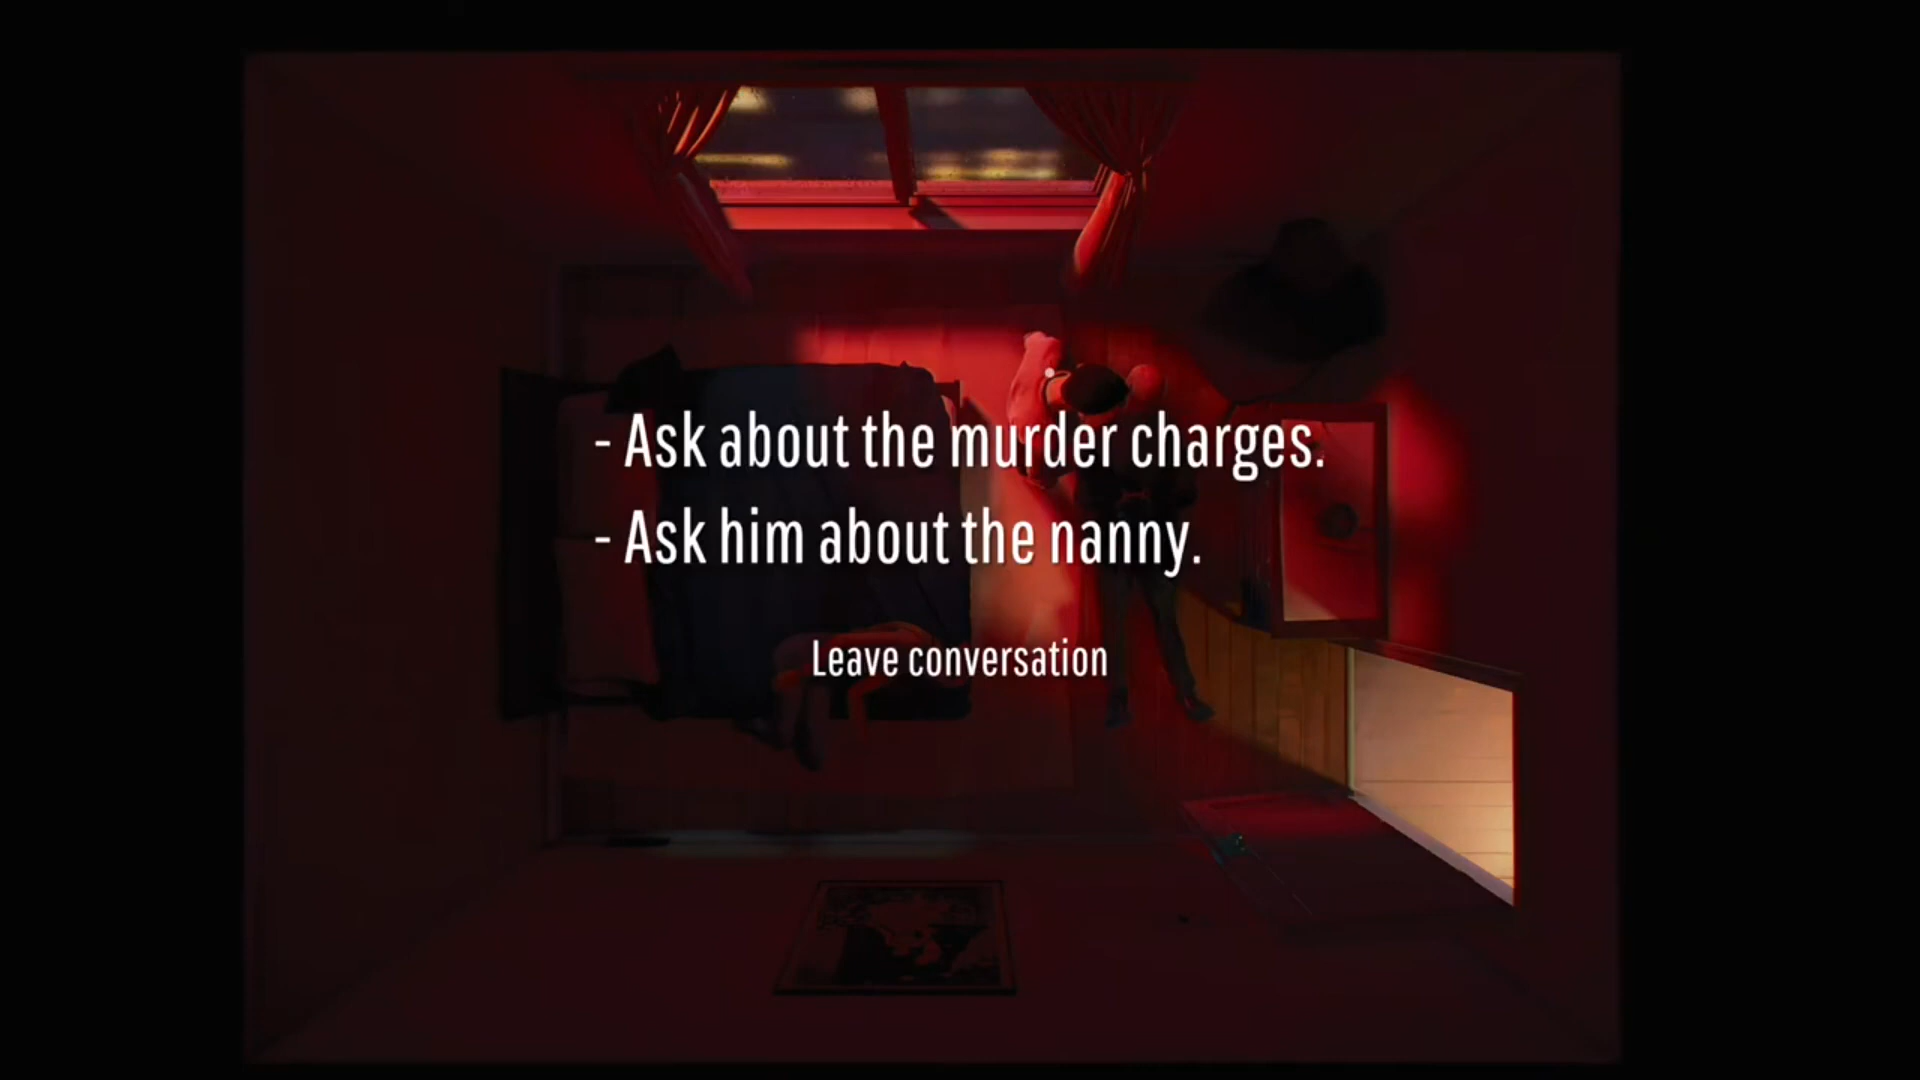 - Ask about the murder charges.
- Ask him about the nanny.
Leave conversation